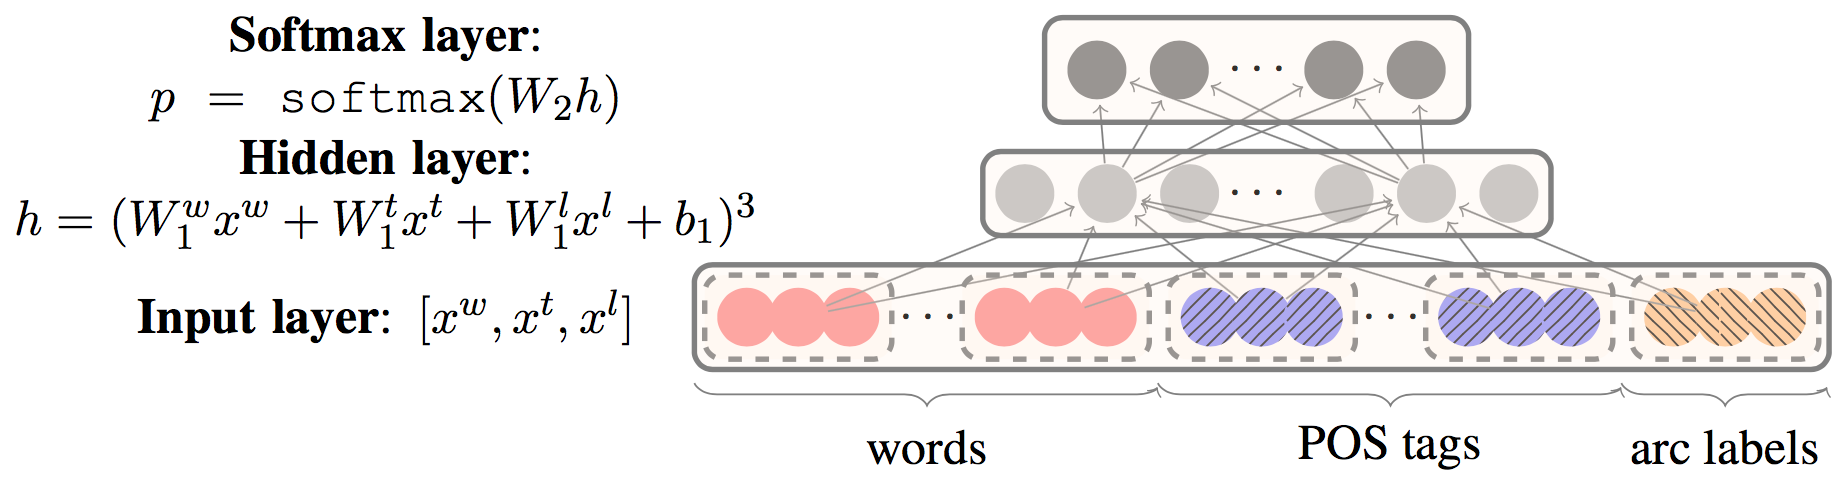 Softmax layer:
p = softmax(W₂h)
Hidden layer:
h = (W₁ʷxʷ + W₁ᵗxᵗ + W₁ˡxˡ + b₁)³
Input layer: [xʷ, xᵗ, xˡ]
· · ·
· · ·
· · · · · ·
words POS tags arc labels